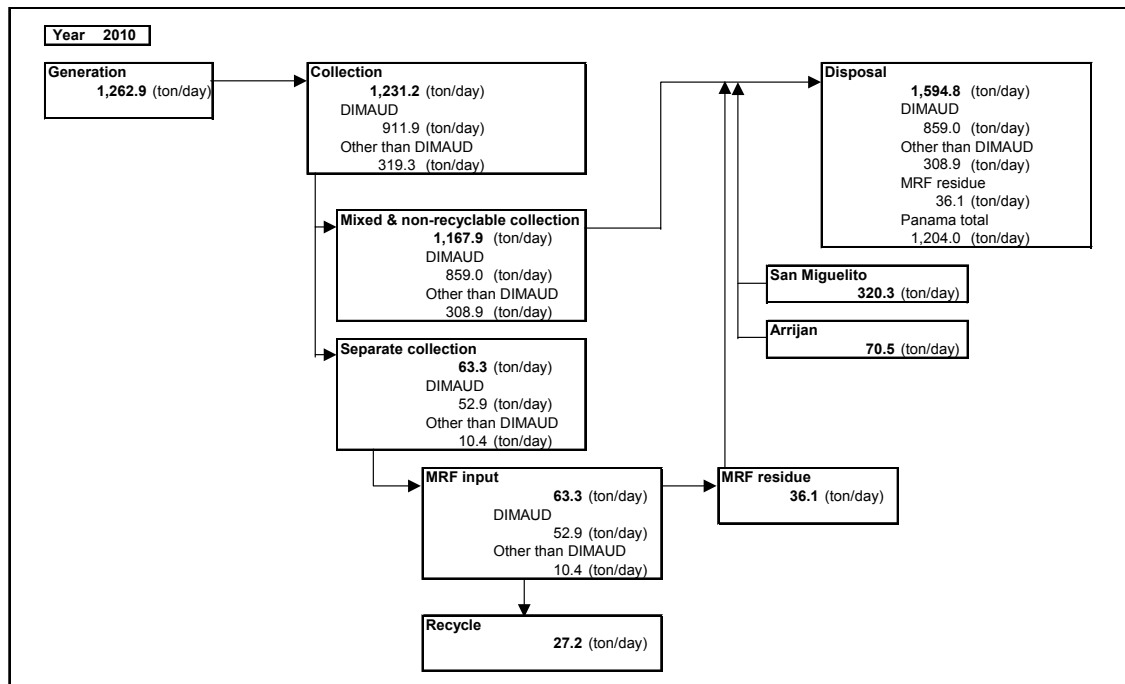 Year 2010
Generation
1,262.9 (ton/day)
Collection
1,231.2 (ton/day)
DIMAUD
911.9 (ton/day)
Other than DIMAUD
319.3 (ton/day)
Mixed & non-recyclable collection
1,167.9 (ton/day)
DIMAUD
859.0 (ton/day)
Other than DIMAUD
308.9 (ton/day)
Separate collection
63.3 (ton/day)
DIMAUD
52.9 (ton/day)
Other than DIMAUD
10.4 (ton/day)
MRF input
63.3 (ton/day)
DIMAUD
52.9 (ton/day)
Other than DIMAUD
10.4 (ton/day)
Recycle
27.2 (ton/day)
MRF residue
36.1 (ton/day)
Disposal
1,594.8 (ton/day)
DIMAUD
859.0 (ton/day)
Other than DIMAUD
308.9 (ton/day)
MRF residue
36.1 (ton/day)
Panama total
1,204.0 (ton/day)
San Miguelito
320.3 (ton/day)
Arrijan
70.5 (ton/day)